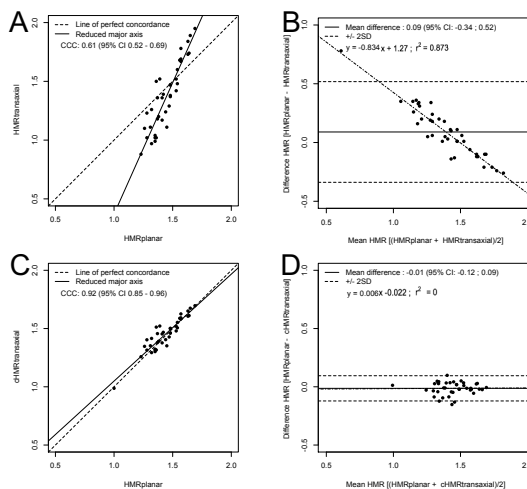 A
Line of perfect concordance
Reduced major axis
CCC: 0.61 (95% CI 0.52 - 0.69)
HMRtransaxial
2.0
1.5
1.0
0.5
0.5
1.0
1.5
2.0
HMRplanar
B
Mean difference : 0.09 (95% CI: -0.34 ; 0.52)
+/- 2SD
y = -0.834x + 1.27 ; r² = 0.873
Difference HMR [HMRplanar - HMRtransaxial]
0.5
0.0
-0.5
0.5
1.0
1.5
2.0
Mean HMR [(HMRplanar + HMRtransaxial)/2]
C
Line of perfect concordance
Reduced major axis
CCC: 0.92 (95% CI 0.85 - 0.96)
cHMRtransaxial
2.0
1.5
1.0
0.5
0.5
1.0
1.5
2.0
HMRplanar
D
Mean difference : -0.01 (95% CI: -0.12 ; 0.09)
+/- 2SD
y = 0.006x -0.022 ; r² = 0
Difference HMR [HMRplanar - cHMRtransaxial]
0.5
0.0
-0.5
0.5
1.0
1.5
2.0
Mean HMR [(HMRplanar + cHMRtransaxial)/2]